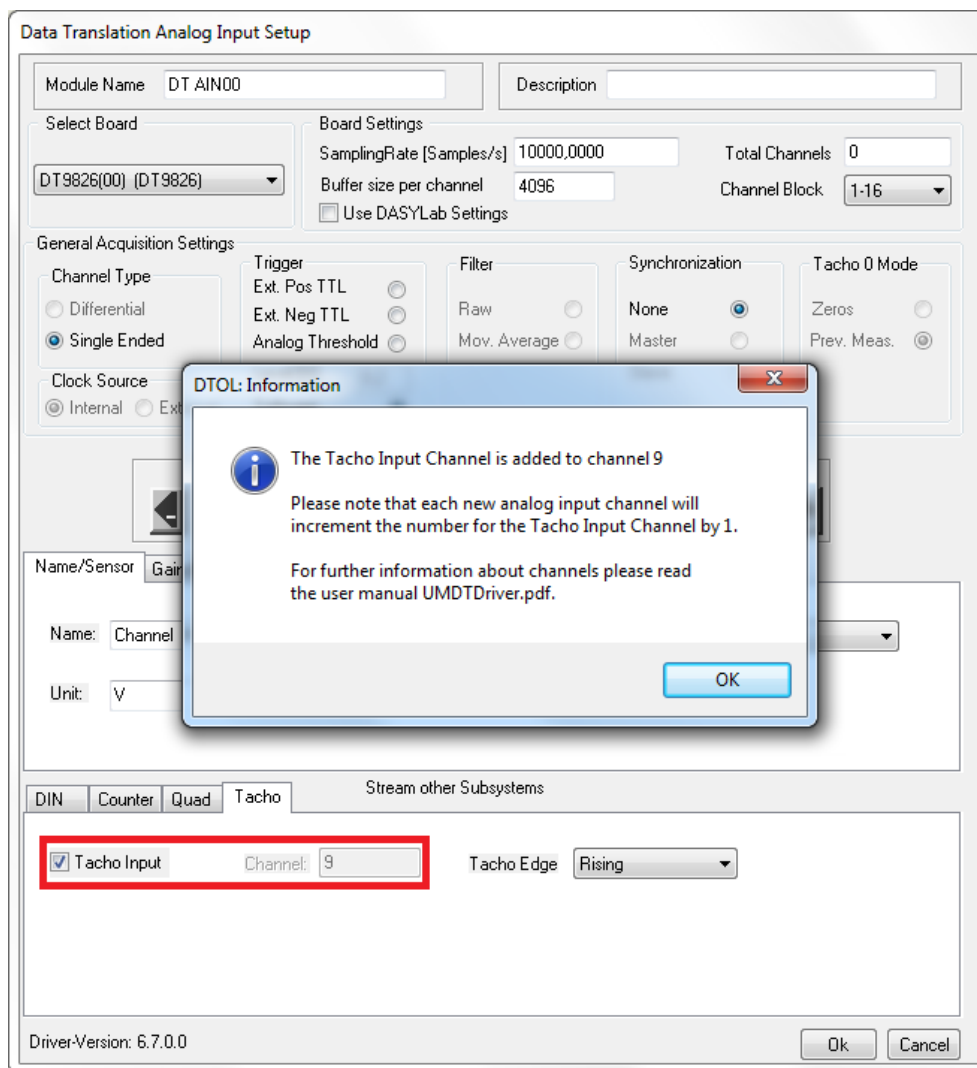 Data Translation Analog Input Setup
Module Name DT AIN00 Description
Select Board Board Settings
SamplingRate [Samples/s] 10000,0000 Total Channels 0
DT9826(00) (DT9826) Buffer size per channel 4096 Channel Block 1-16
Use DASYLab Settings
General Acquisition Settings
Channel Type Trigger Filter Synchronization Tacho 0 Mode
Ext. Pos TTL
Differential Ext. Neg TTL Raw None Zeros
Single Ended Analog Threshold Mov. Average Master Prev. Meas.
Clock Source
Internal
DTOL: Information
The Tacho Input Channel is added to channel 9
Please note that each new analog input channel will
increment the number for the Tacho Input Channel by 1.
For further information about channels please read
the user manual UMDTDriver.pdf.
OK
Name/Sensor
Name: Channel
Unit: V
DIN Counter Quad Tacho Stream other Subsystems
Tacho Input Channel: 9 Tacho Edge Rising
Driver-Version: 6.7.0.0 Ok Cancel